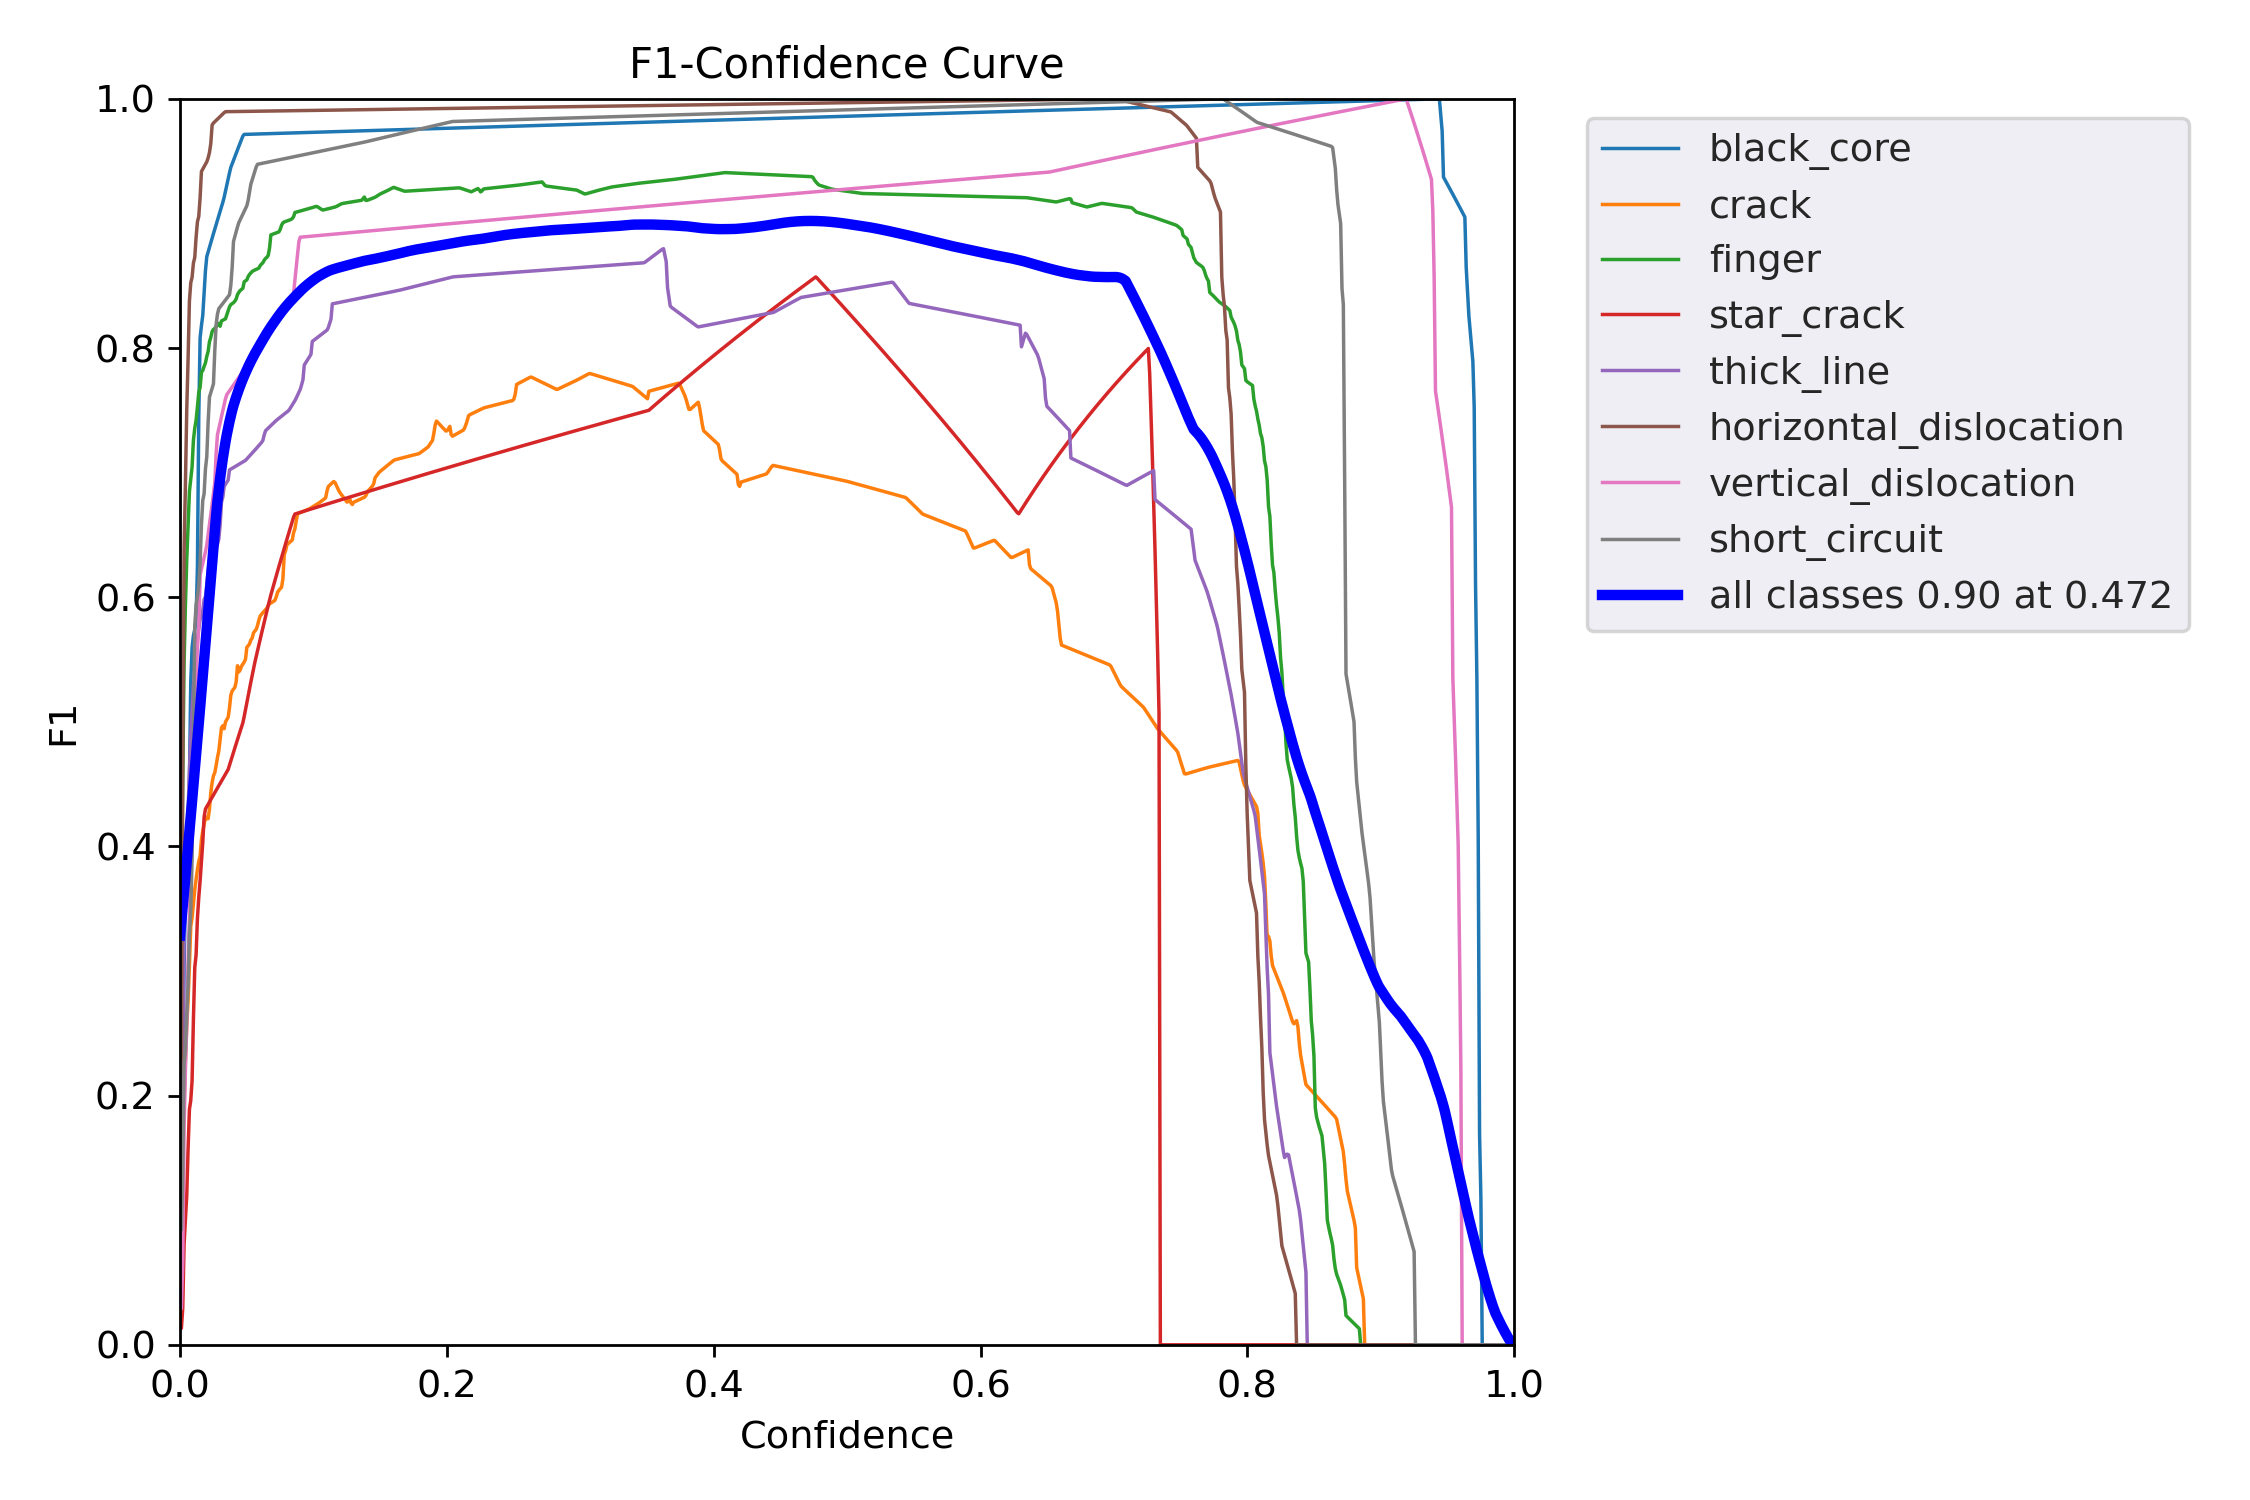 F1-Confidence Curve
1.0
0.8
0.6
0.4
0.2
0.0
F1
0.0 0.2 0.4 0.6 0.8 1.0
Confidence
black_core
crack
finger
star_crack
thick_line
horizontal_dislocation
vertical_dislocation
short_circuit
all classes 0.90 at 0.472